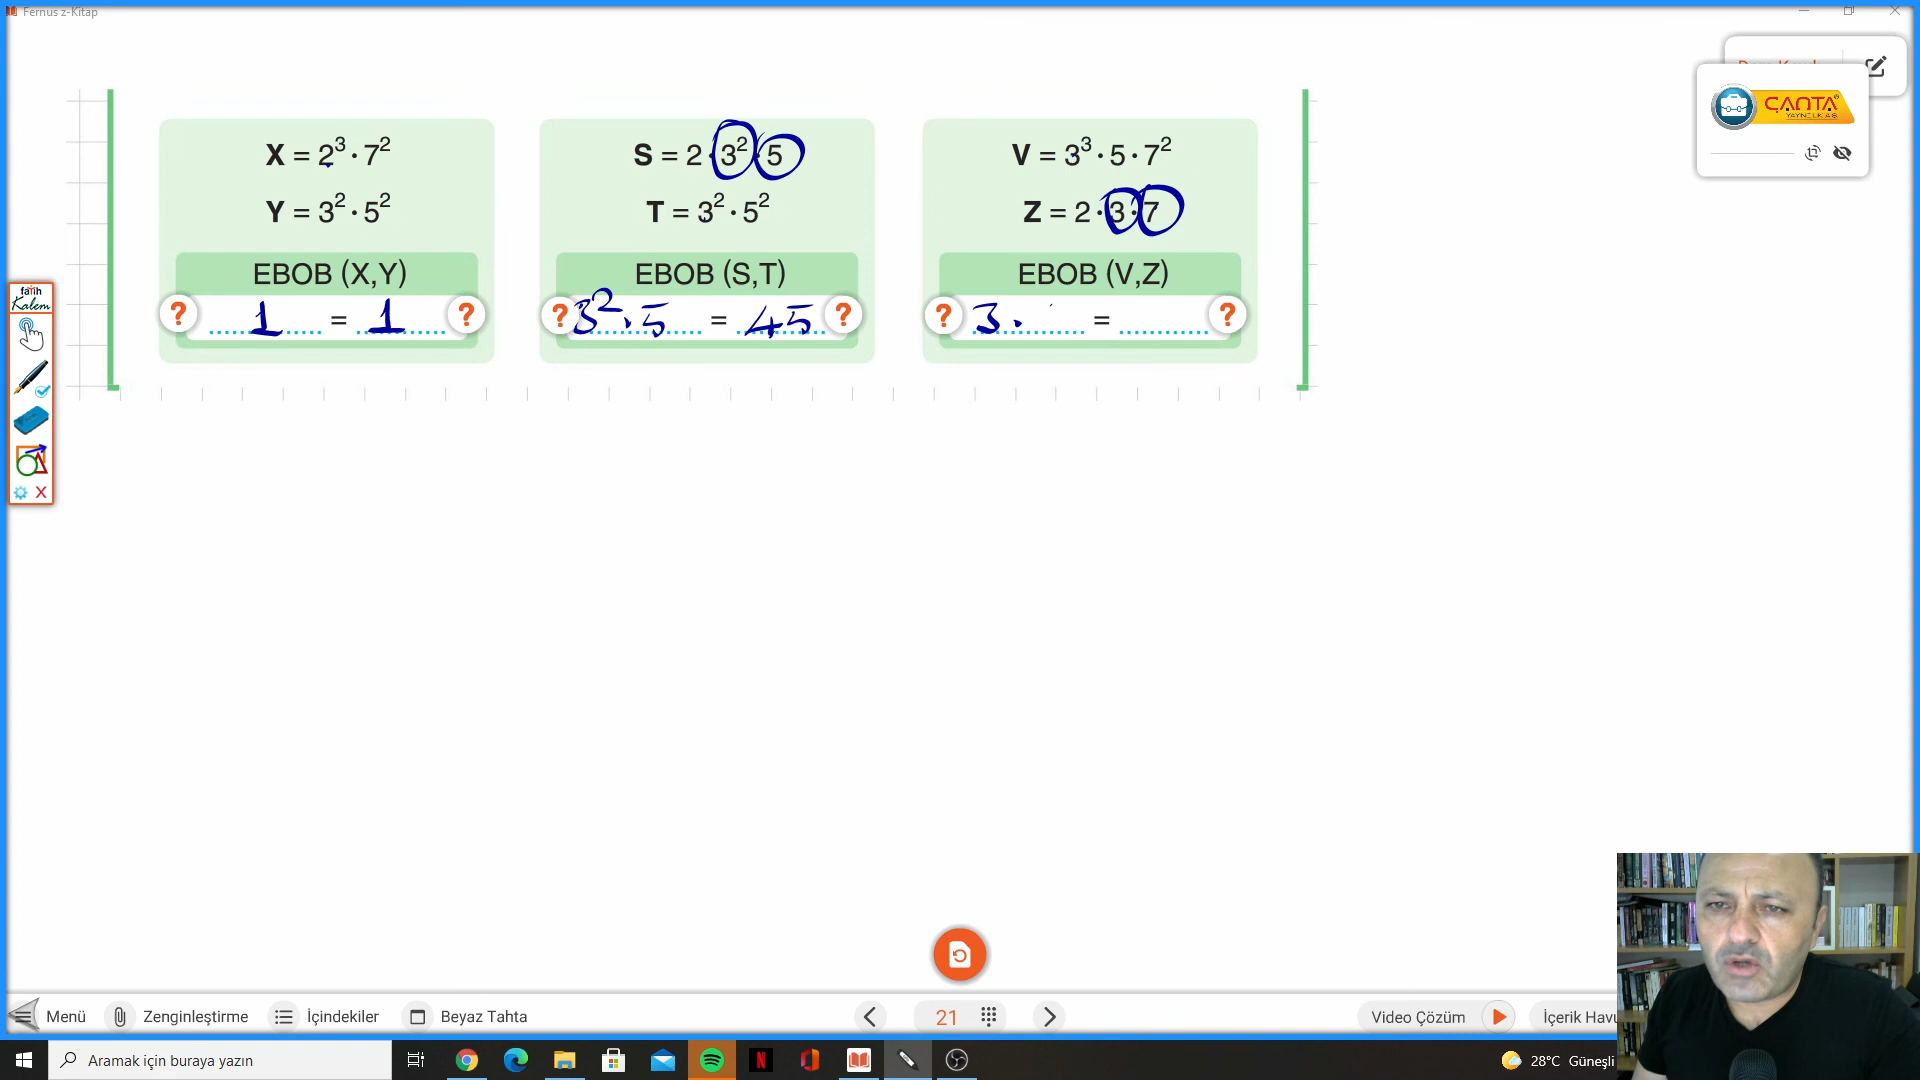 Fernus z-Kitap
ÇANTA
YAYINCILIK A.Ş.
X = 2³ · 7²
Y = 3² · 5²
EBOB (X,Y)
? 1 = 1 ?
S = 2 · 3² · 5
T = 3² · 5²
EBOB (S,T)
? 3² · 5 = 45 ?
V = 3³ · 5 · 7²
Z = 2 · 3 · 7
EBOB (V,Z)
? 3 · = ?
fatih
Kalem
X
Menü
Zenginleştirme
İçindekiler
Beyaz Tahta
21
Video Çözüm
İçerik Havu
Aramak için buraya yazın
28°C Güneşli